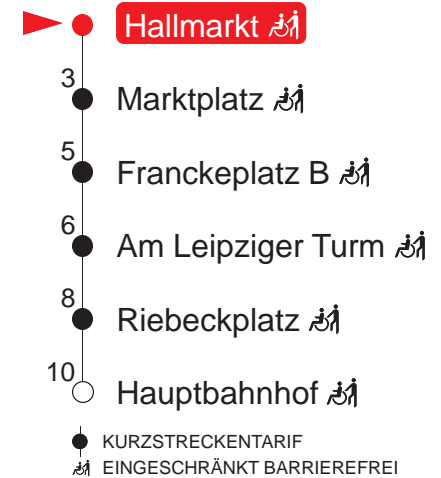 Hallmarkt
3
Marktplatz
5
Franckeplatz B
6
Am Leipziger Turm
8
Riebeckplatz
10
Hauptbahnhof
KURZSTRECKENTARIF
EINGESCHRÄNKT BARRIEREFREI